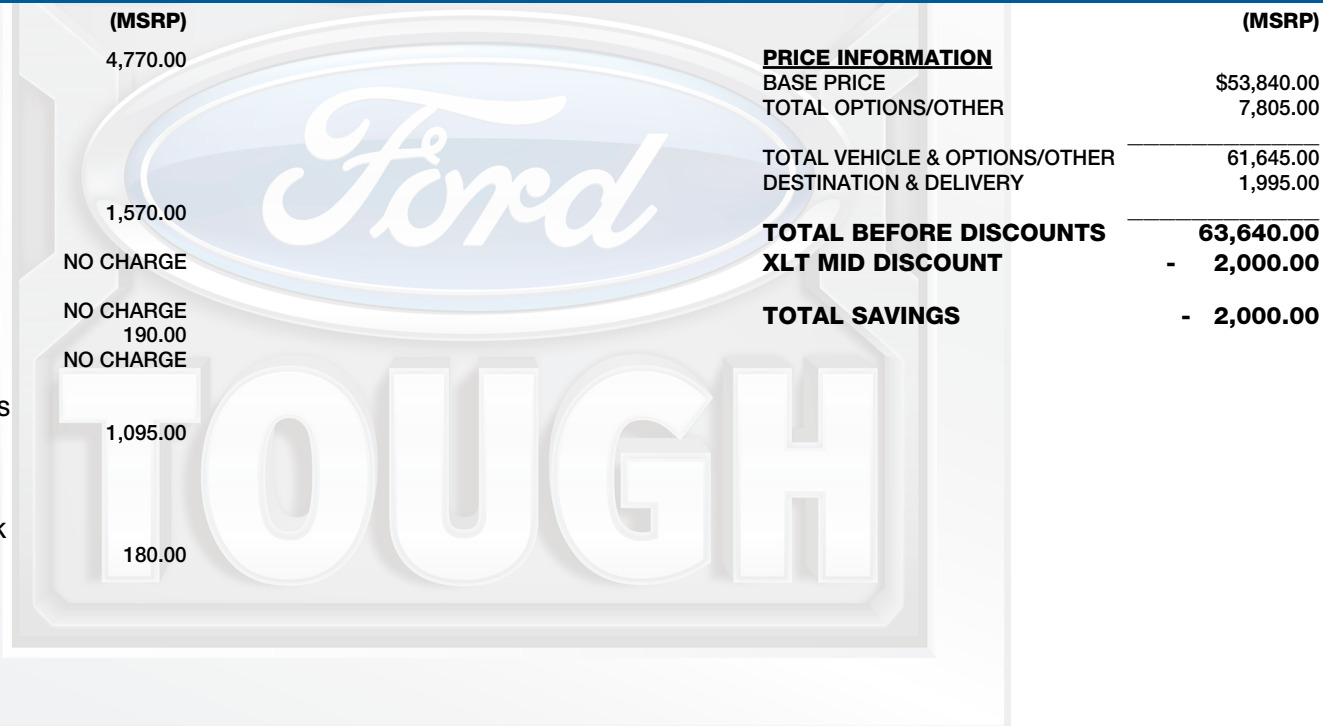 (MSRP)
4,770.00
1,570.00
NO CHARGE
NO CHARGE
190.00
NO CHARGE
S
1,095.00
K
180.00
Ford
TOUGH
(MSRP)
PRICE INFORMATION
BASE PRICE $53,840.00
TOTAL OPTIONS/OTHER 7,805.00
TOTAL VEHICLE & OPTIONS/OTHER 61,645.00
DESTINATION & DELIVERY 1,995.00
TOTAL BEFORE DISCOUNTS 63,640.00
XLT MID DISCOUNT - 2,000.00
TOTAL SAVINGS - 2,000.00